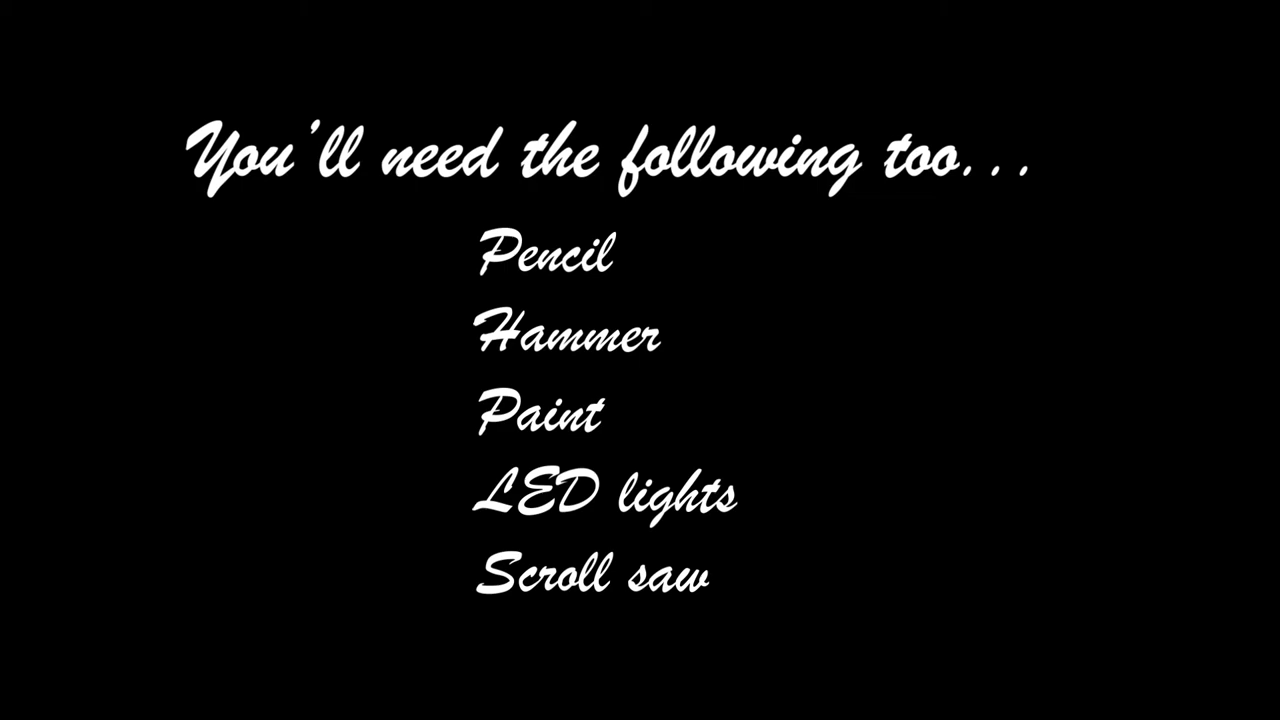 You'll need the following too...
Pencil
Hammer
Paint
LED lights
Scroll saw